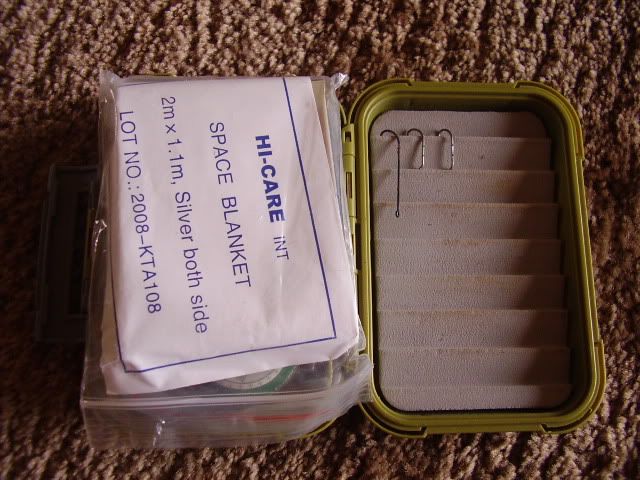 HI-CARE INT
SPACE BLANKET
2m x 1.1m, Silver both side
LOT NO.: 2008-KTA108